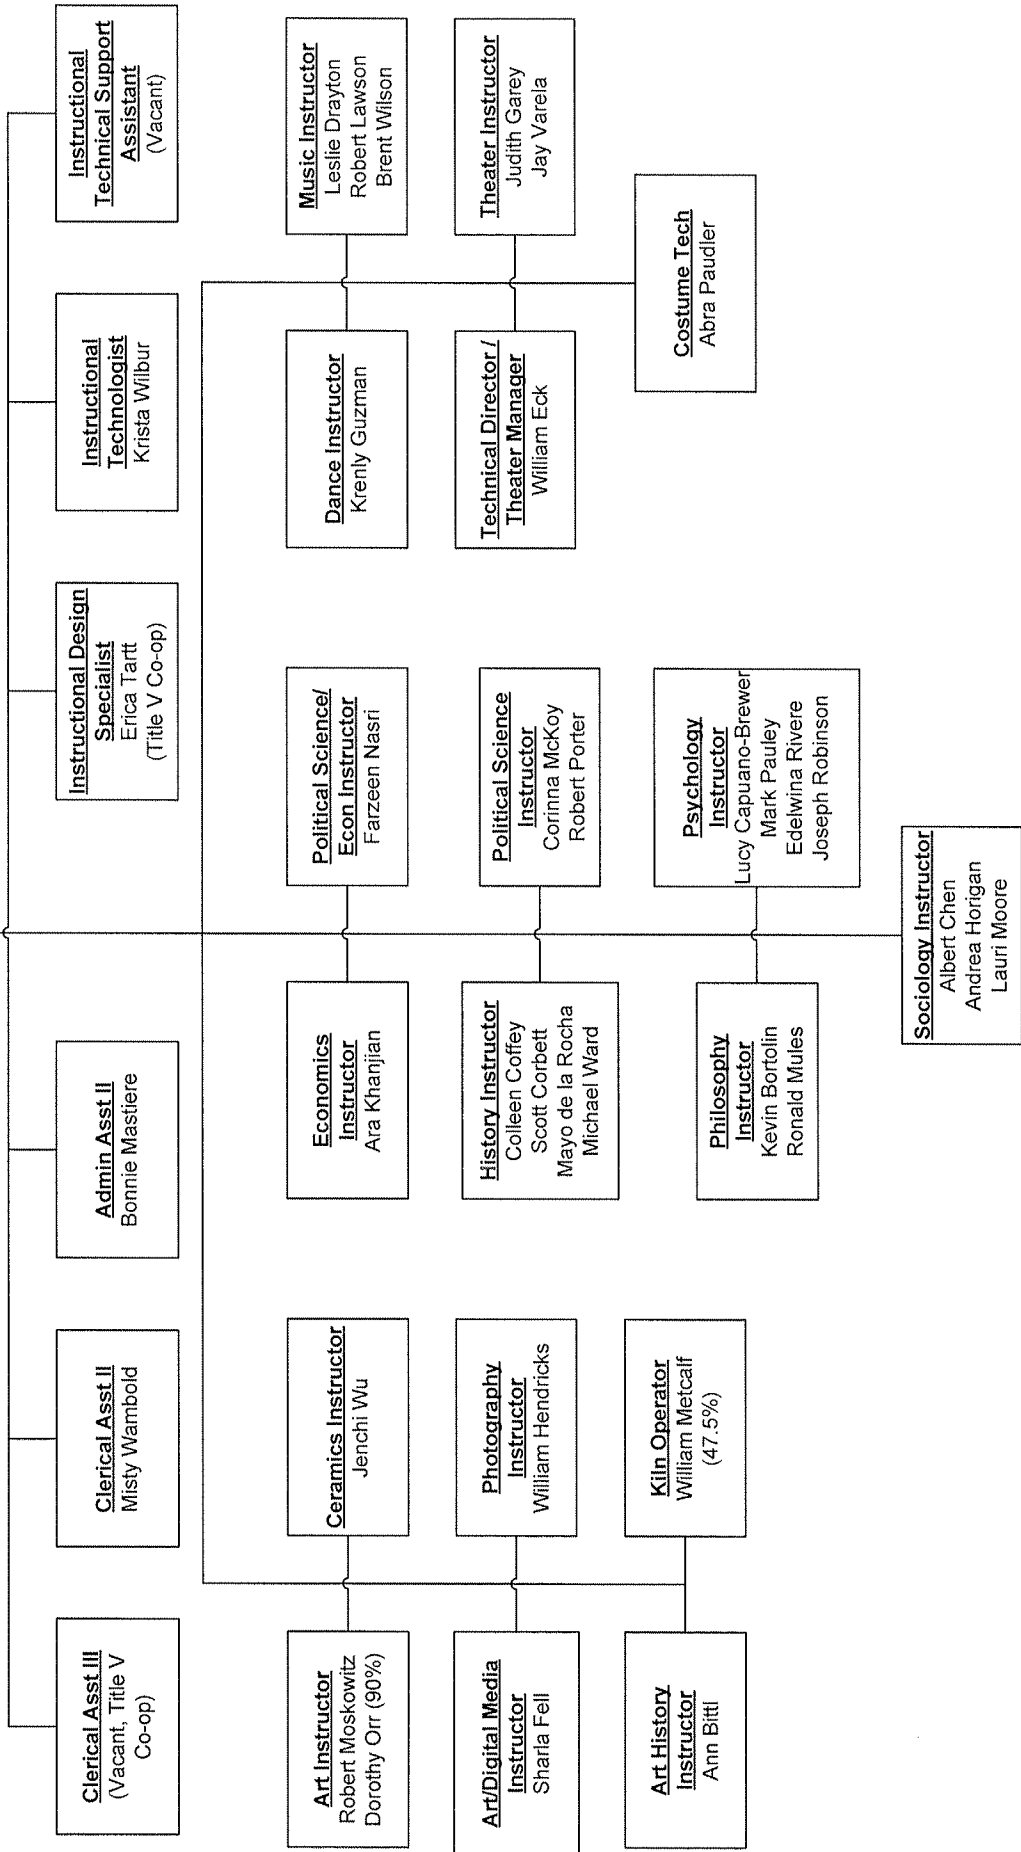 Clerical Asst III
(Vacant, Title V
Co-op)
Clerical Asst II
Misty Wambold
Admin Asst II
Bonnie Mastiere
Instructional Design
Specialist
Erica Tartt
(Title V Co-op)
Instructional
Technologist
Krista Wilbur
Instructional
Technical Support
Assistant
(Vacant)
Art Instructor
Robert Moskowitz
Dorothy Orr (90%)
Ceramics Instructor
Jenchi Wu
Economics
Instructor
Ara Khanjian
Political Science/
Econ Instructor
Farzeen Nasri
Dance Instructor
Krenly Guzman
Music Instructor
Leslie Drayton
Robert Lawson
Brent Wilson
Art/Digital Media
Instructor
Sharla Fell
Photography
Instructor
William Hendricks
History Instructor
Colleen Coffey
Scott Corbett
Mayo de la Rocha
Michael Ward
Political Science
Instructor
Corinna McKoy
Robert Porter
Technical Director /
Theater Manager
William Eck
Theater Instructor
Judith Garey
Jay Varela
Art History
Instructor
Ann Bittl
Kiln Operator
William Metcalf
(47.5%)
Philosophy
Instructor
Kevin Bortolin
Ronald Mules
Psychology
Instructor
Lucy Capuano-Brewer
Mark Pauley
Edelwina Rivere
Joseph Robinson
Costume Tech
Abra Paudler
Sociology Instructor
Albert Chen
Andrea Horigan
Lauri Moore